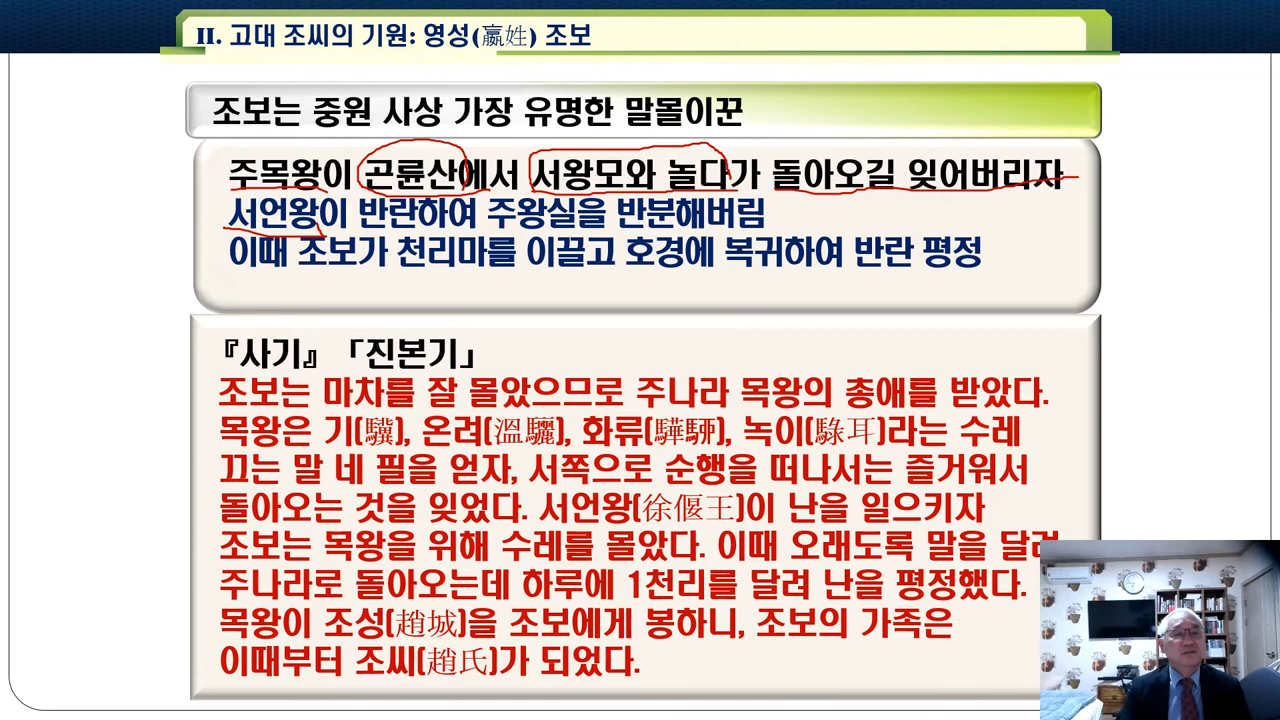 II. 고대 조씨의 기원: 영성(嬴姓) 조보
조보는 중원 사상 가장 유명한 말몰이꾼
주목왕이 곤륜산에서 서왕모와 놀다가 돌아오길 잊어버리자
서언왕이 반란하여 주왕실을 반분해버림
이때 조보가 천리마를 이끌고 호경에 복귀하여 반란 평정
『사기』 「진본기」
조보는 마차를 잘 몰았으므로 주나라 목왕의 총애를 받았다.
목왕은 기(驥), 온려(溫驪), 화류(驊駵), 녹이(騄耳)라는 수레
끄는 말 네 필을 얻자, 서쪽으로 순행을 떠나서는 즐거워서
돌아오는 것을 잊었다. 서언왕(徐偃王)이 난을 일으키자
조보는 목왕을 위해 수레를 몰았다. 이때 오래도록 말을 달려
주나라로 돌아오는데 하루에 1천리를 달려 난을 평정했다.
목왕이 조성(趙城)을 조보에게 봉하니, 조보의 가족은
이때부터 조씨(趙氏)가 되었다.